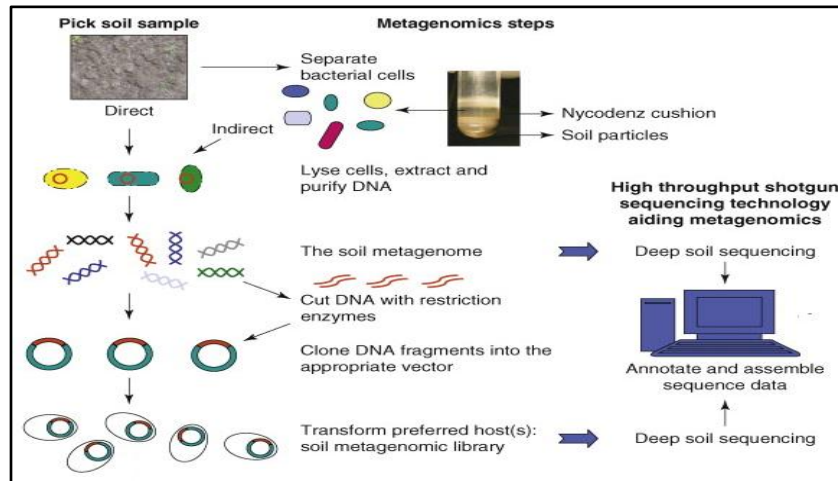 Pick soil sample
Metagenomics steps
Separate
bacterial cells
Direct
Indirect
Nycodenz cushion
Soil particles
Lyse cells, extract and
purify DNA
High throughput shotgun
sequencing technology
aiding metagenomics
The soil metagenome
Deep soil sequencing
Cut DNA with restriction
enzymes
Clone DNA fragments into the
appropriate vector
Annotate and assemble
sequence data
Transform preferred host(s):
soil metagenomic library
Deep soil sequencing